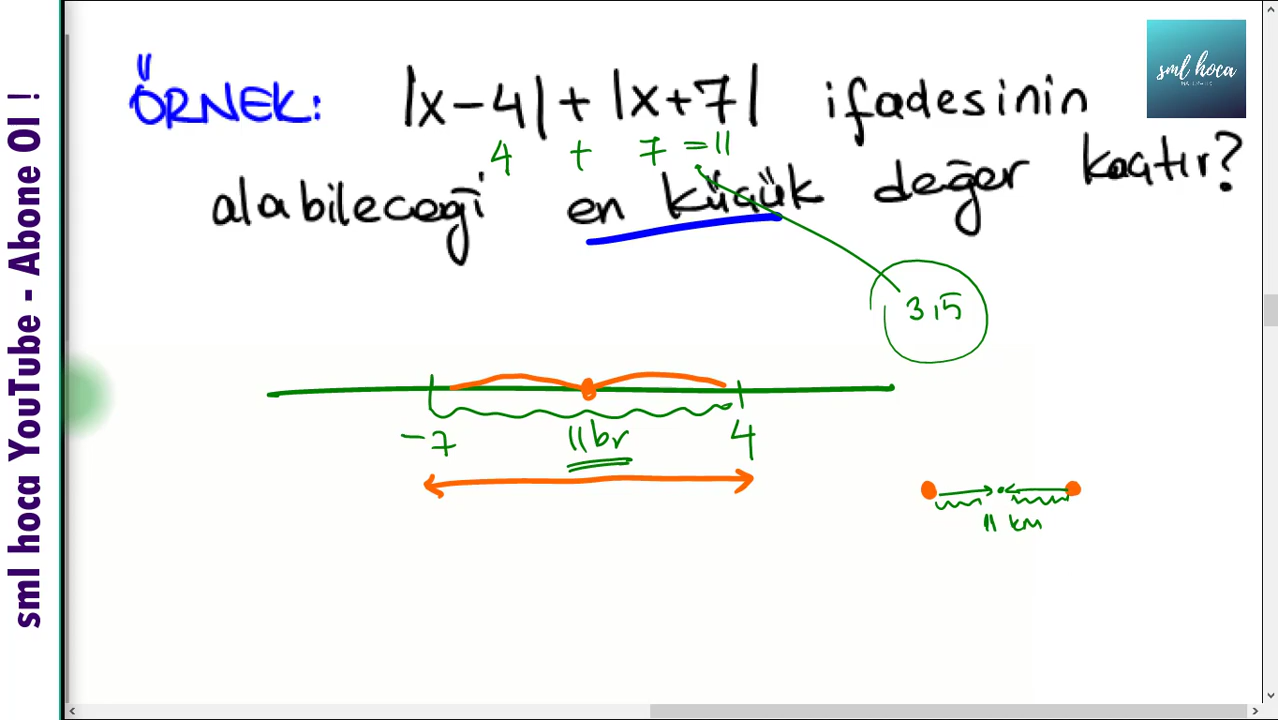 sml hoca YouTube - Abone Ol !
sml hoca
ÖRNEK: |x-4| + |x+7| ifadesinin
4 + 7 = 11
alabileceği en küçük değer kaçtır?
3,5
-7 11br 4
11 km